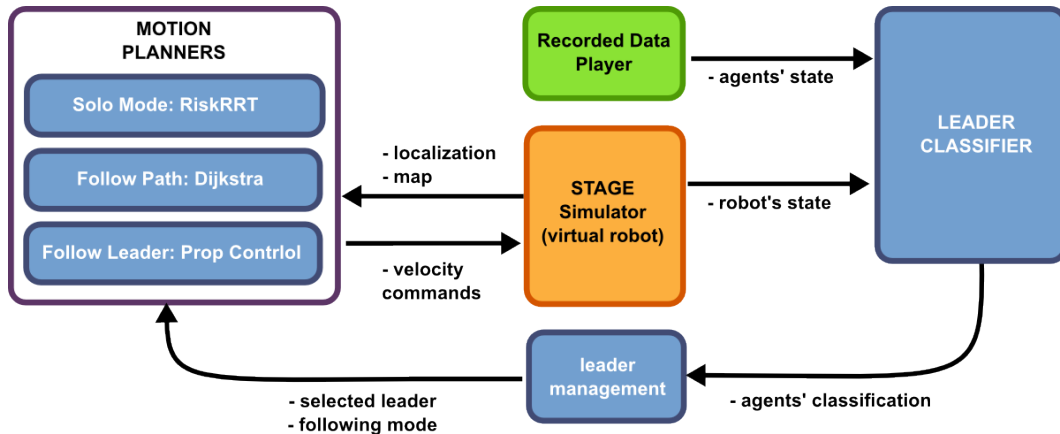 MOTION
PLANNERS
Solo Mode: RiskRRT
Follow Path: Dijkstra
Follow Leader: Prop Contrlol
- localization
- map
- velocity
commands
Recorded Data
Player
STAGE
Simulator
(virtual robot)
- agents' state
- robot's state
LEADER
CLASSIFIER
leader
management
- agents' classification
- selected leader
- following mode